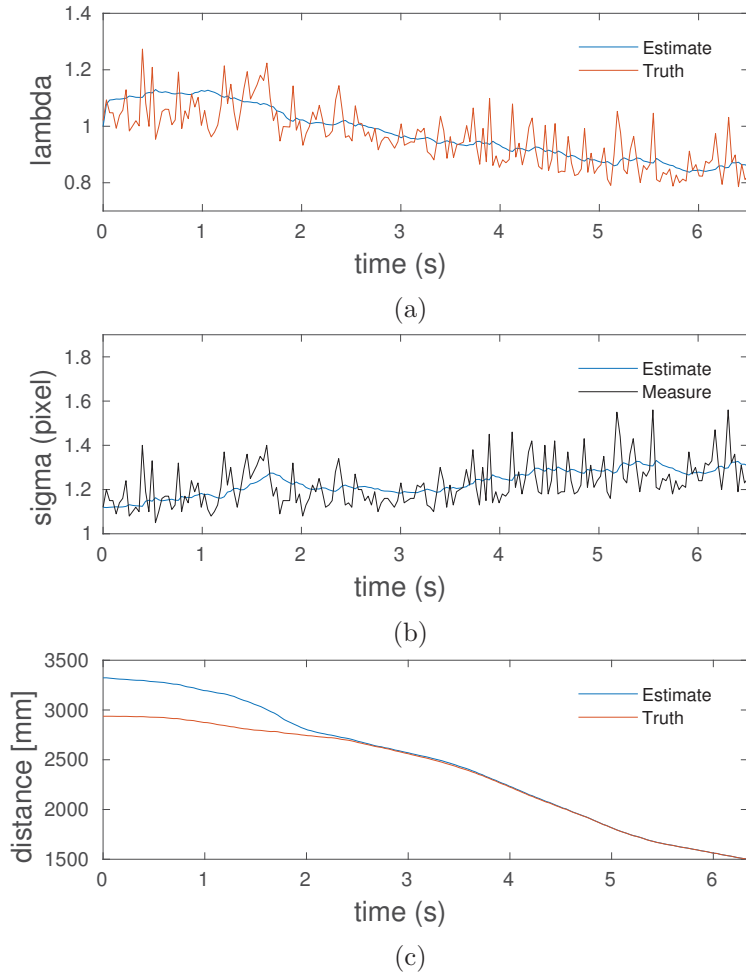 1.4
1.2
1
0.8
lambda
Estimate
Truth
0 1 2 3 4 5 6
time (s)
(a)
1.8
1.6
1.4
1.2
1
sigma (pixel)
Estimate
Measure
0 1 2 3 4 5 6
time (s)
(b)
3500
3000
2500
2000
1500
distance [mm]
Estimate
Truth
0 1 2 3 4 5 6
time (s)
(c)